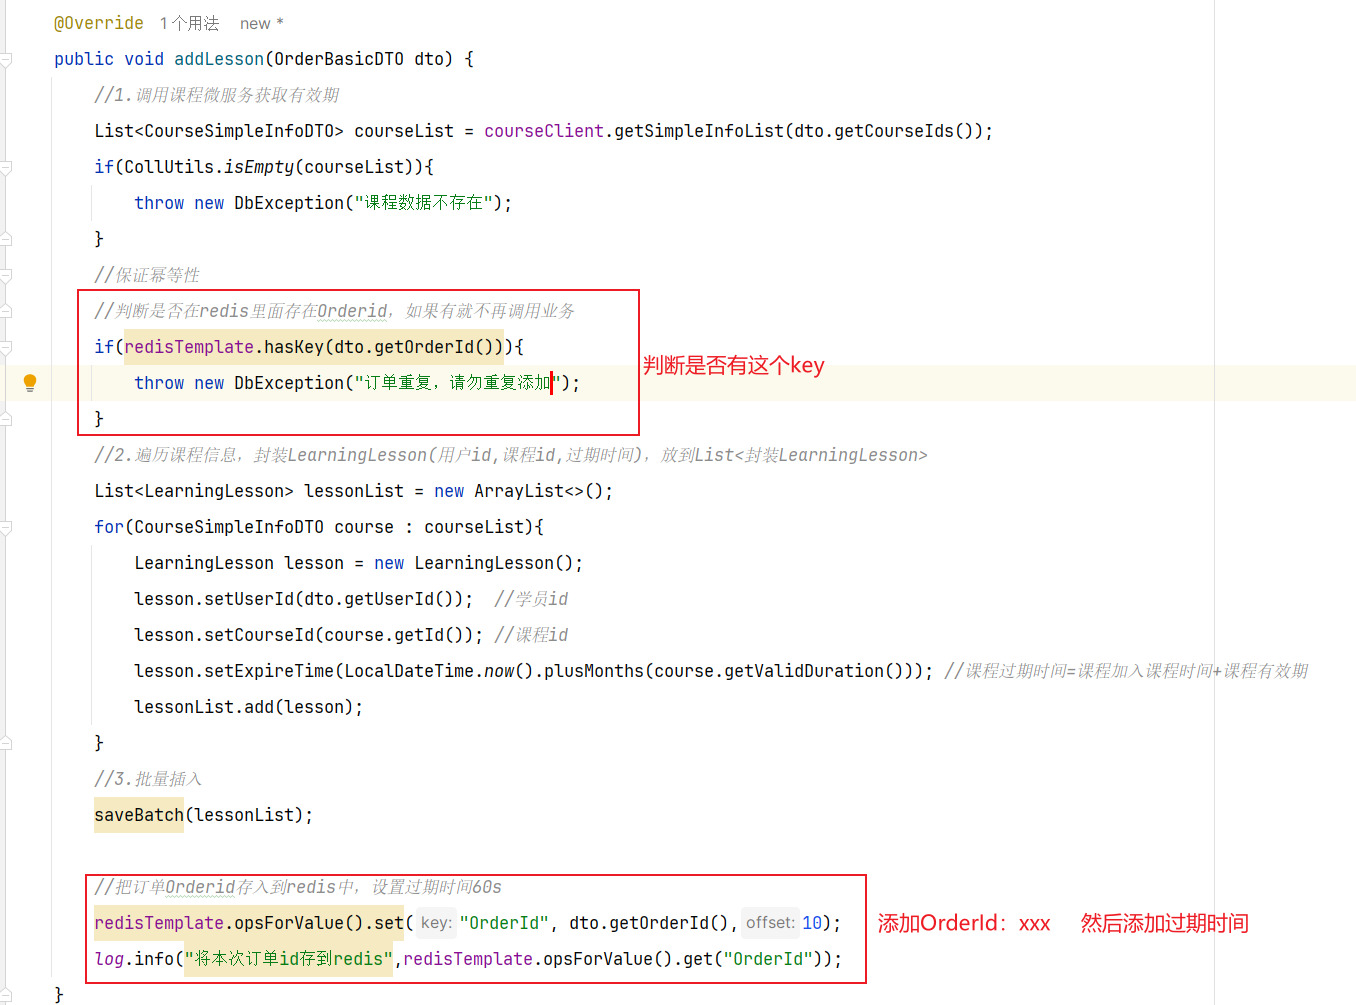 @Override 1个用法 new *
public void addLesson(OrderBasicDTO dto) {
//1.调用课程微服务获取有效期
List<CourseSimpleInfoDTO> courseList = courseClient.getSimpleInfoList(dto.getCourseIds());
if(CollUtils.isEmpty(courseList)){
throw new DbException("课程数据不存在");
}
//保证幂等性
//判断是否在redis里面存在Orderid，如果有就不再调用业务
if(redisTemplate.hasKey(dto.getOrderId())){
判断是否有这个key
throw new DbException("订单重复，请勿重复添加");
}
//2.遍历课程信息，封装LearningLesson(用户id,课程id,过期时间)，放到List<封装LearningLesson>
List<LearningLesson> lessonList = new ArrayList<>();
for(CourseSimpleInfoDTO course : courseList){
LearningLesson lesson = new LearningLesson();
lesson.setUserId(dto.getUserId()); //学员id
lesson.setCourseId(course.getId()); //课程id
lesson.setExpireTime(LocalDateTime.now().plusMonths(course.getValidDuration())); //课程过期时间=课程加入课程时间+课程有效期
lessonList.add(lesson);
}
//3.批量插入
saveBatch(lessonList);
//把订单Orderid存入到redis中，设置过期时间60s
redisTemplate.opsForValue().set( key: "OrderId", dto.getOrderId(), offset: 10);
添加OrderId：xxx 然后添加过期时间
log.info("将本次订单id存到redis",redisTemplate.opsForValue().get("OrderId"));
}